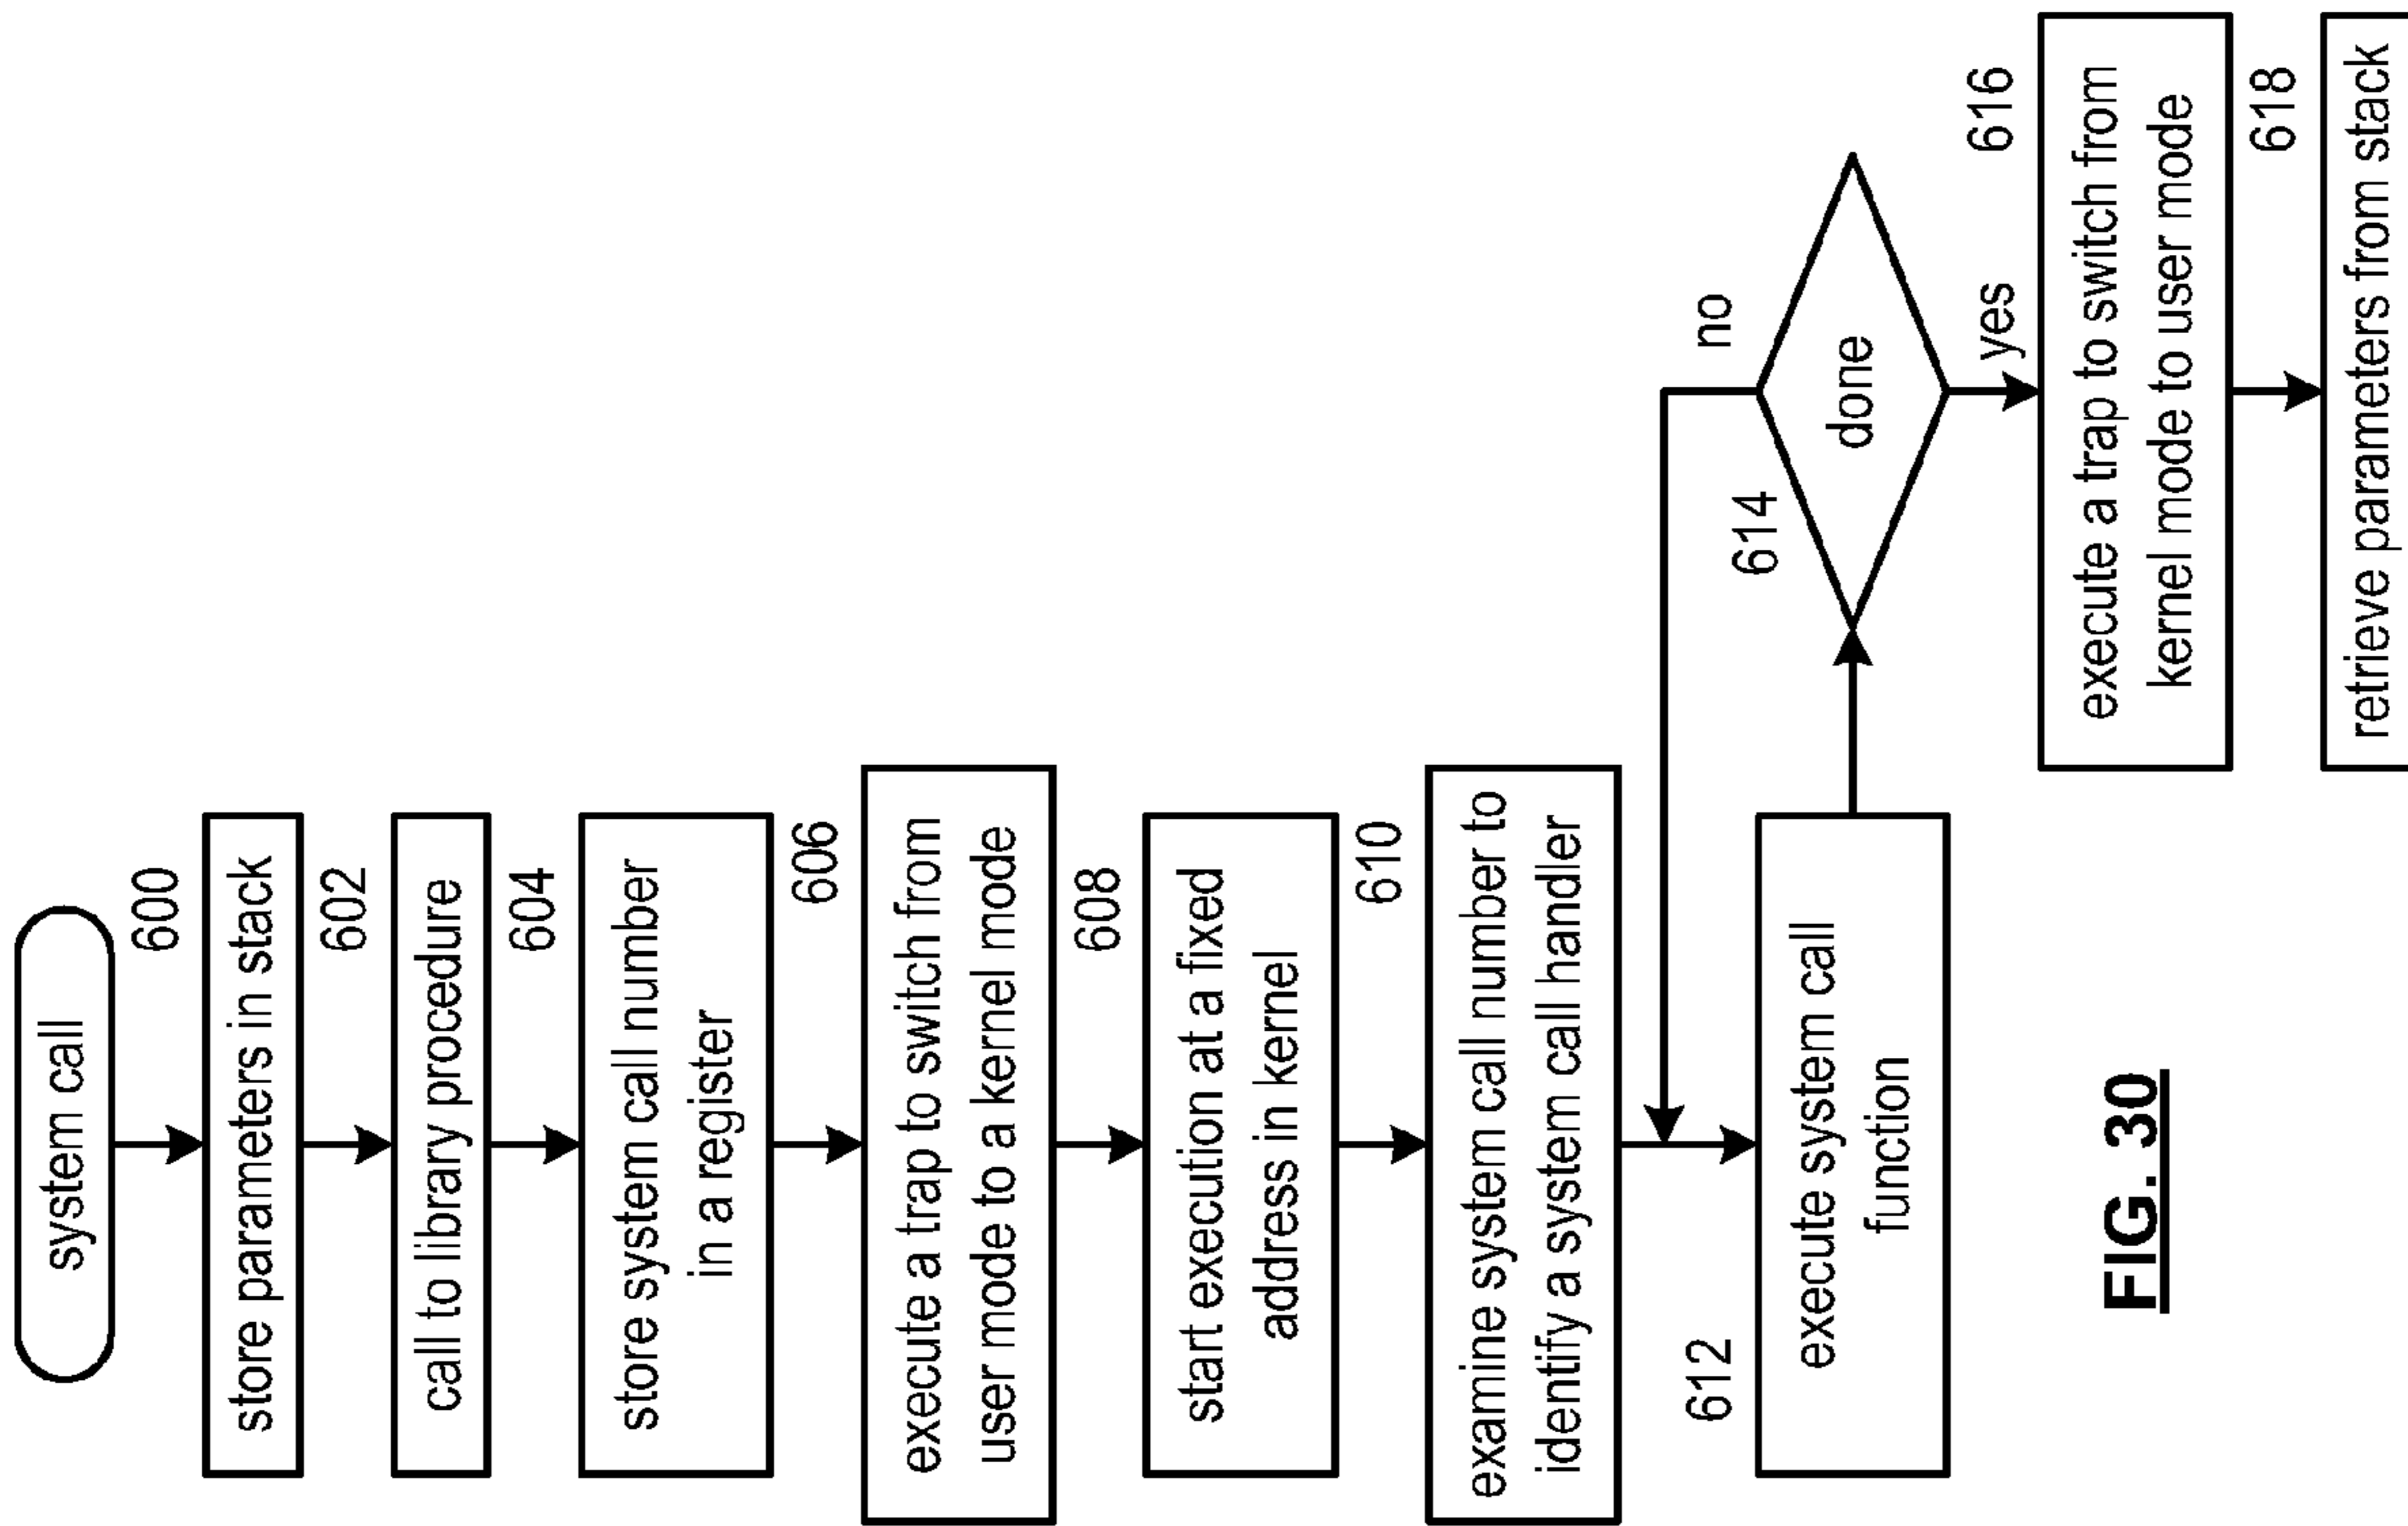 system call
600
store parameters in stack
602
call to library procedure
604
store system call number
in a register
606
execute a trap to switch from
user mode to a kernel mode
608
start execution at a fixed
address in kernel
610
examine system call number to
identify a system call handler
612
execute system call
function
614
done
no
yes
616
execute a trap to switch from
kernel mode to user mode
618
retrieve parameters from stack
FIG. 30